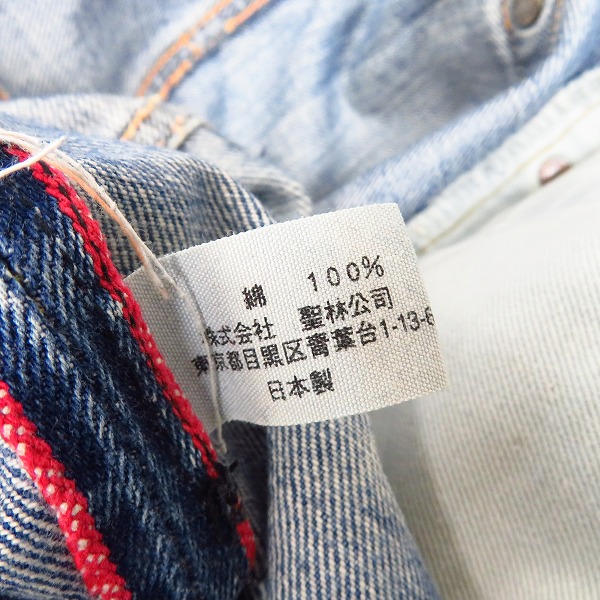 綿 100%
株式会社 聖林公司
東京都目黒区青葉台1-13-6
日本製